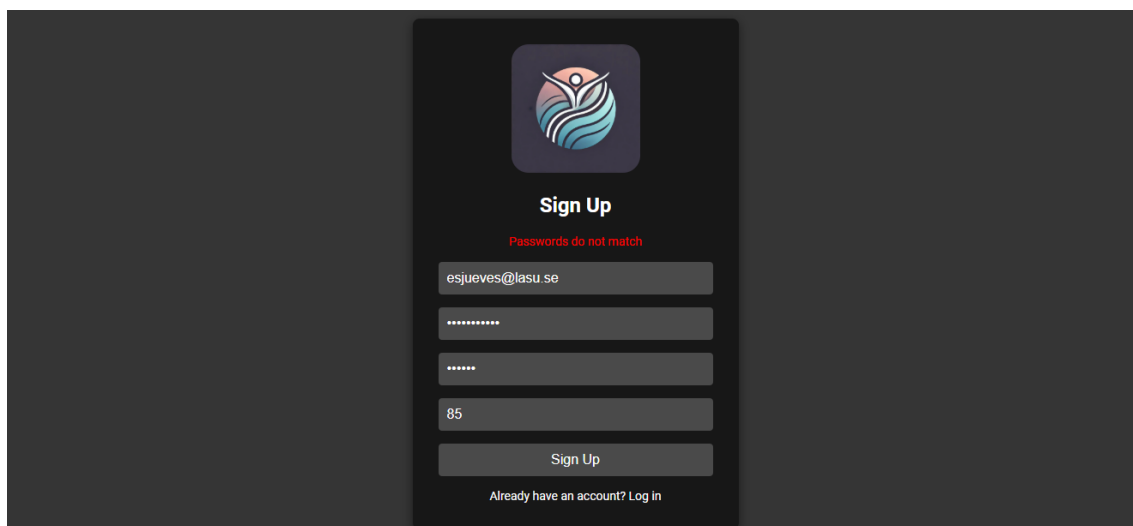 Sign Up
Passwords do not match
esjueves@lasu.se
•••••••••••
••••••
85
Sign Up
Already have an account? Log in